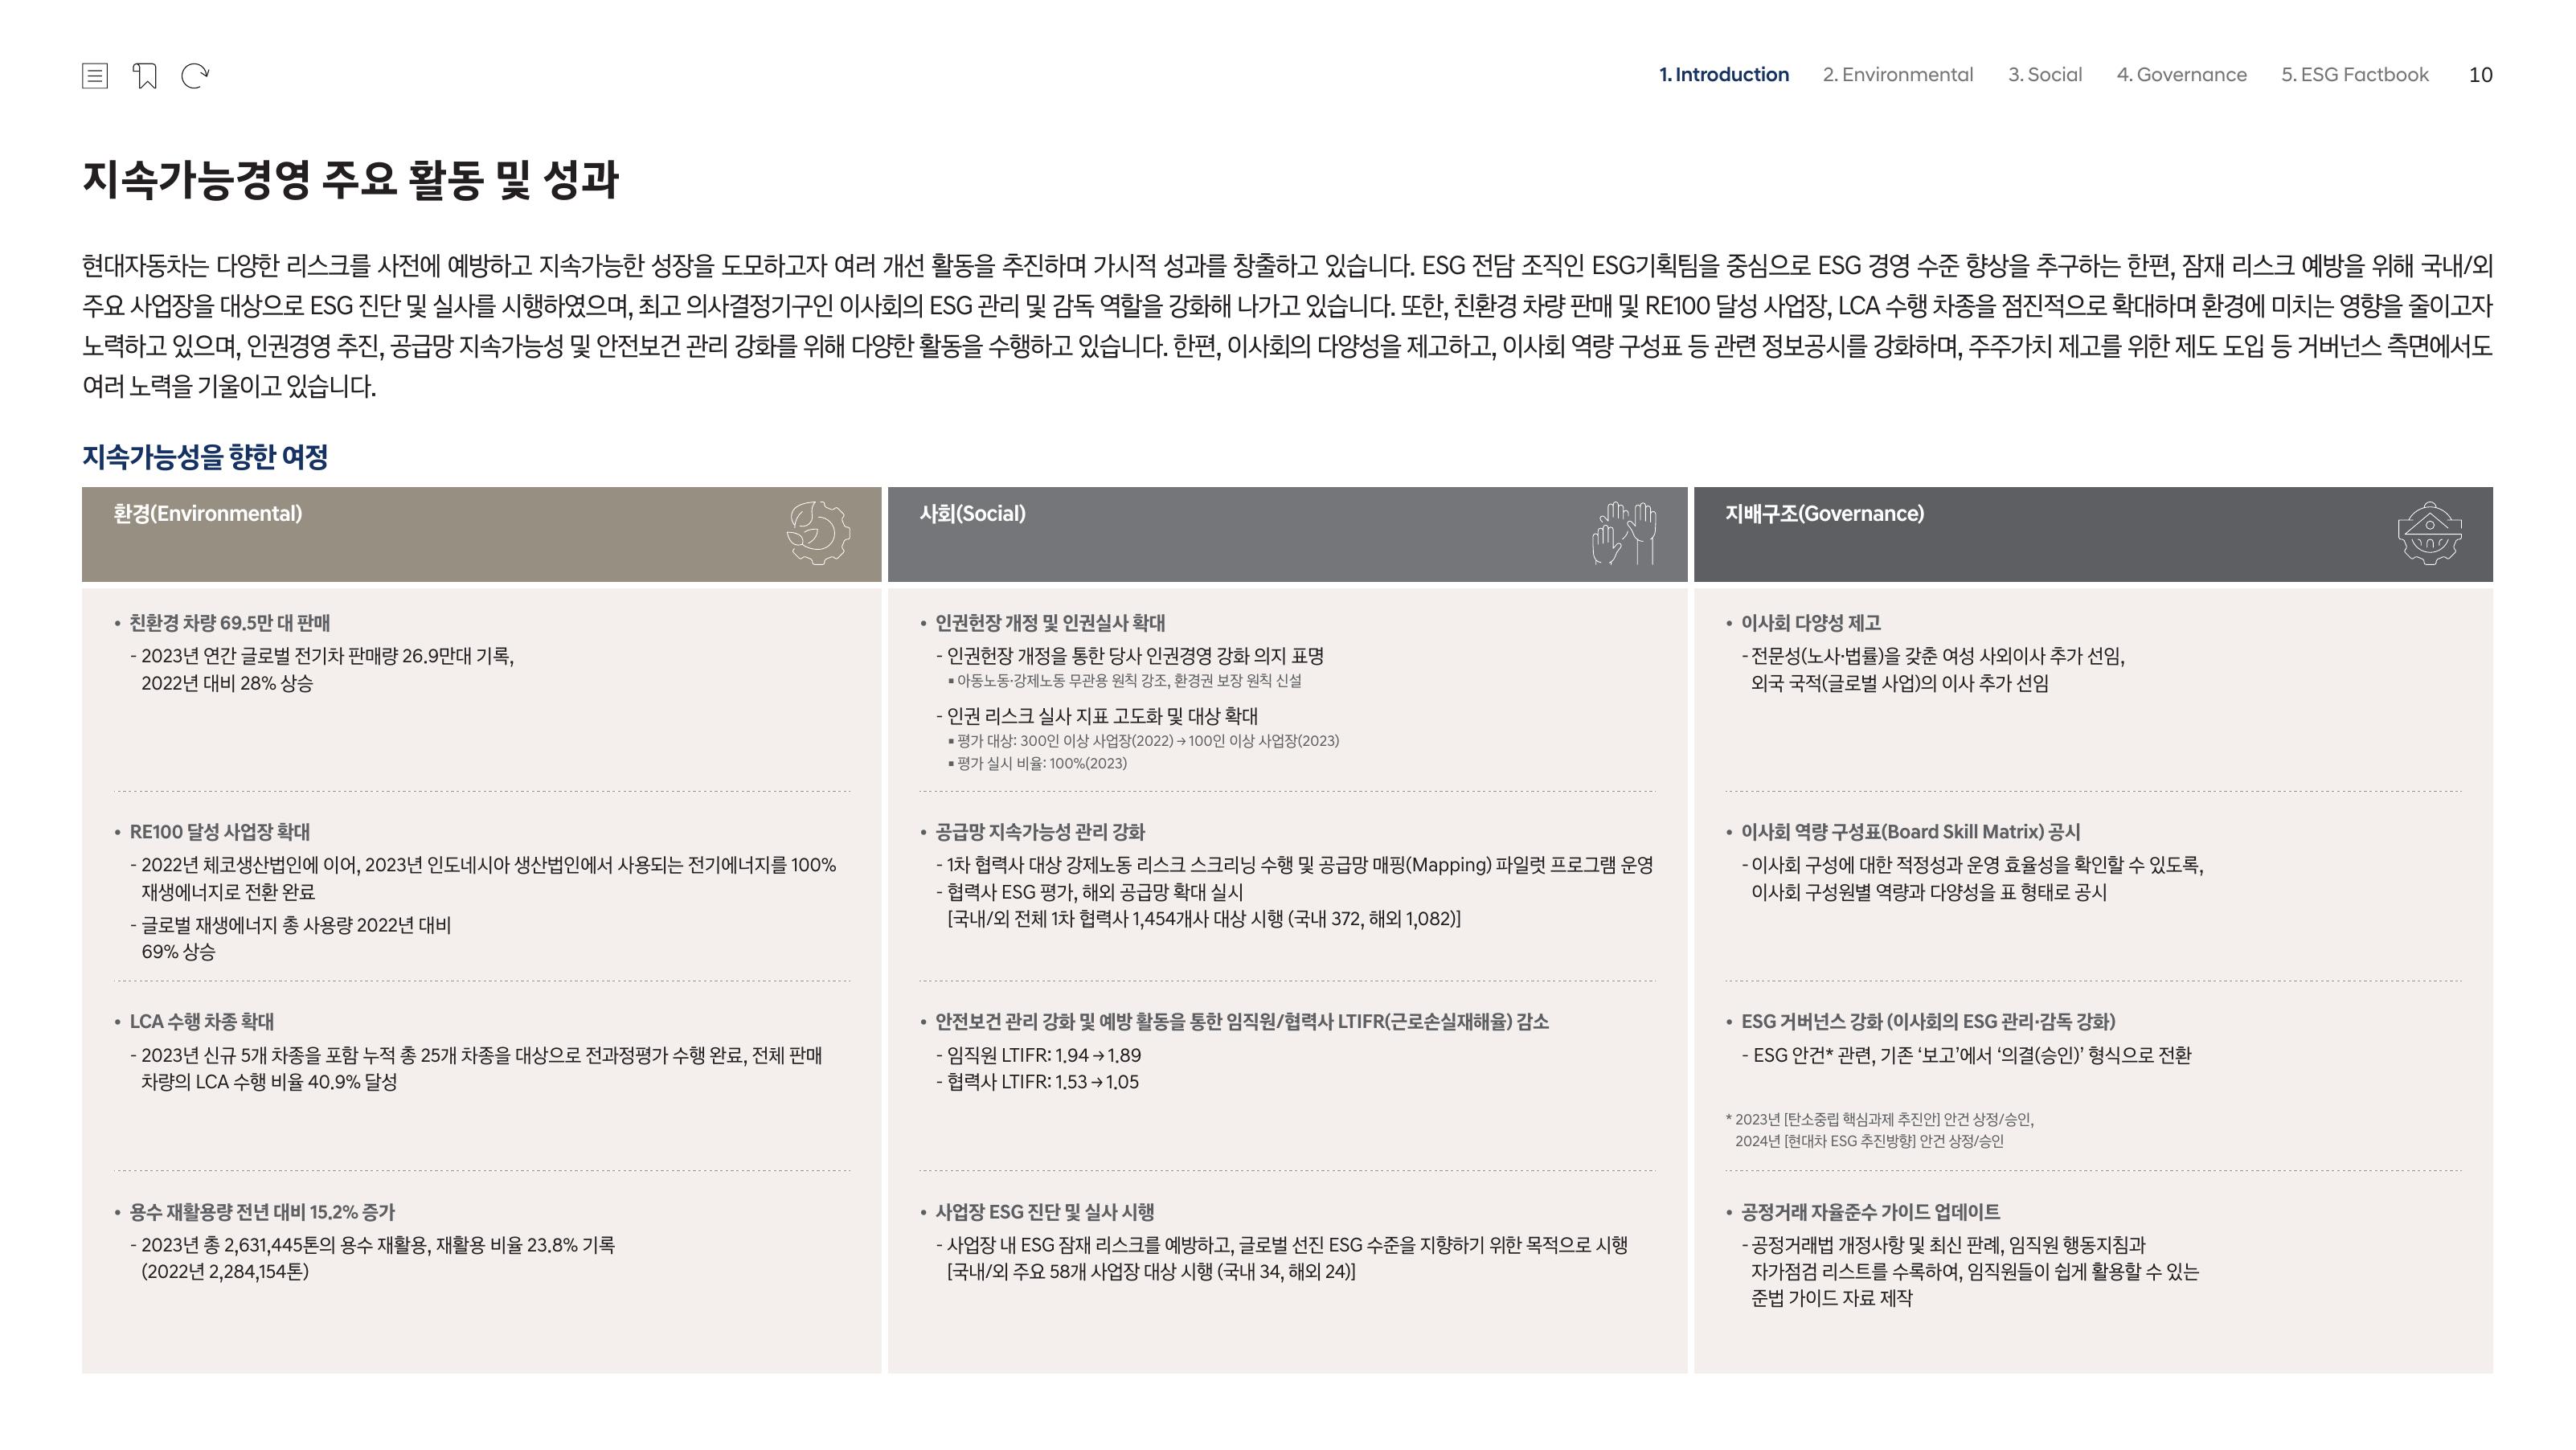 1. Introduction 2. Environmental 3. Social 4. Governance 5. ESG Factbook 10
지속가능경영 주요 활동 및 성과
현대자동차는 다양한 리스크를 사전에 예방하고 지속가능한 성장을 도모하고자 여러 개선 활동을 추진하며 가시적 성과를 창출하고 있습니다. ESG 전담 조직인 ESG기획팀을 중심으로 ESG 경영 수준 향상을 추구하는 한편, 잠재 리스크 예방을 위해 국내/외
주요 사업장을 대상으로 ESG 진단 및 실사를 시행하였으며, 최고 의사결정기구인 이사회의 ESG 관리 및 감독 역할을 강화해 나가고 있습니다. 또한, 친환경 차량 판매 및 RE100 달성 사업장, LCA 수행 차종을 점진적으로 확대하며 환경에 미치는 영향을 줄이고자
노력하고 있으며, 인권경영 추진, 공급망 지속가능성 및 안전보건 관리 강화를 위해 다양한 활동을 수행하고 있습니다. 한편, 이사회의 다양성을 제고하고, 이사회 역량 구성표 등 관련 정보공시를 강화하며, 주주가치 제고를 위한 제도 도입 등 거버넌스 측면에서도
여러 노력을 기울이고 있습니다.
지속가능성을 향한 여정
환경(Environmental)
• 친환경 차량 69.5만 대 판매
- 2023년 연간 글로벌 전기차 판매량 26.9만대 기록,
2022년 대비 28% 상승
• RE100 달성 사업장 확대
- 2022년 체코생산법인에 이어, 2023년 인도네시아 생산법인에서 사용되는 전기에너지를 100%
재생에너지로 전환 완료
- 글로벌 재생에너지 총 사용량 2022년 대비
69% 상승
• LCA 수행 차종 확대
- 2023년 신규 5개 차종을 포함 누적 총 25개 차종을 대상으로 전과정평가 수행 완료, 전체 판매
차량의 LCA 수행 비율 40.9% 달성
• 용수 재활용량 전년 대비 15.2% 증가
- 2023년 총 2,631,445톤의 용수 재활용, 재활용 비율 23.8% 기록
(2022년 2,284,154톤)
사회(Social)
• 인권헌장 개정 및 인권실사 확대
- 인권헌장 개정을 통한 당사 인권경영 강화 의지 표명
▪ 아동노동·강제노동 무관용 원칙 강조, 환경권 보장 원칙 신설
- 인권 리스크 실사 지표 고도화 및 대상 확대
▪ 평가 대상: 300인 이상 사업장(2022) → 100인 이상 사업장(2023)
▪ 평가 실시 비율: 100%(2023)
• 공급망 지속가능성 관리 강화
- 1차 협력사 대상 강제노동 리스크 스크리닝 수행 및 공급망 매핑(Mapping) 파일럿 프로그램 운영
- 협력사 ESG 평가, 해외 공급망 확대 실시
[국내/외 전체 1차 협력사 1,454개사 대상 시행 (국내 372, 해외 1,082)]
• 안전보건 관리 강화 및 예방 활동을 통한 임직원/협력사 LTIFR(근로손실재해율) 감소
- 임직원 LTIFR: 1.94 → 1.89
- 협력사 LTIFR: 1.53 → 1.05
• 사업장 ESG 진단 및 실사 시행
- 사업장 내 ESG 잠재 리스크를 예방하고, 글로벌 선진 ESG 수준을 지향하기 위한 목적으로 시행
[국내/외 주요 58개 사업장 대상 시행 (국내 34, 해외 24)]
지배구조(Governance)
• 이사회 다양성 제고
- 전문성(노사·법률)을 갖춘 여성 사외이사 추가 선임,
외국 국적(글로벌 사업)의 이사 추가 선임
• 이사회 역량 구성표(Board Skill Matrix) 공시
- 이사회 구성에 대한 적정성과 운영 효율성을 확인할 수 있도록,
이사회 구성원별 역량과 다양성을 표 형태로 공시
• ESG 거버넌스 강화 (이사회의 ESG 관리·감독 강화)
- ESG 안건* 관련, 기존 ‘보고’에서 ‘의결(승인)’ 형식으로 전환
* 2023년 [탄소중립 핵심과제 추진안] 안건 상정/승인,
2024년 [현대차 ESG 추진방향] 안건 상정/승인
• 공정거래 자율준수 가이드 업데이트
- 공정거래법 개정사항 및 최신 판례, 임직원 행동지침과
자가점검 리스트를 수록하여, 임직원들이 쉽게 활용할 수 있는
준법 가이드 자료 제작